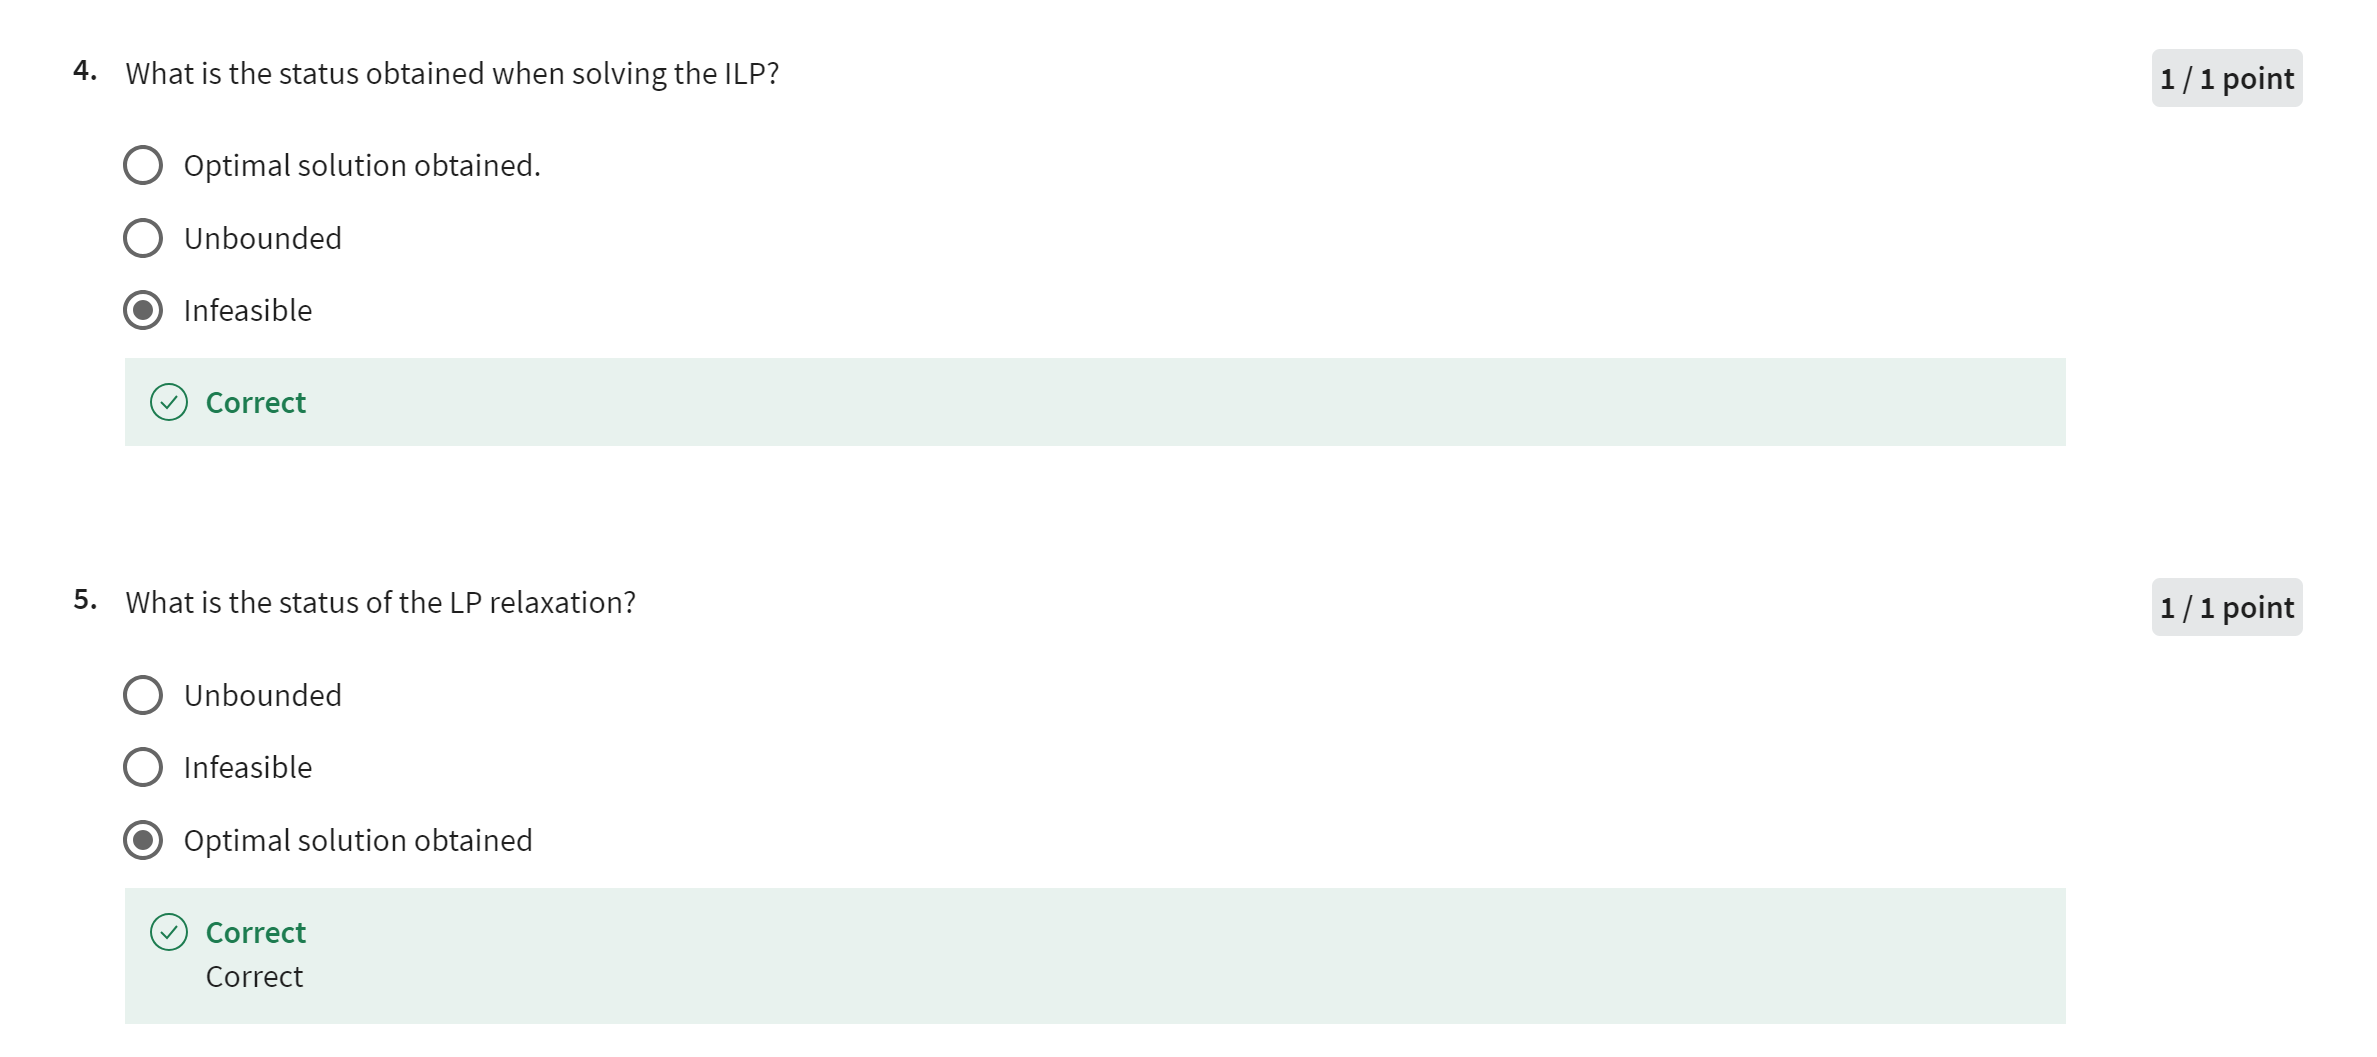 4. What is the status obtained when solving the ILP?
1 / 1 point
Optimal solution obtained.
Unbounded
Infeasible
Correct
5. What is the status of the LP relaxation?
1 / 1 point
Unbounded
Infeasible
Optimal solution obtained
Correct
Correct